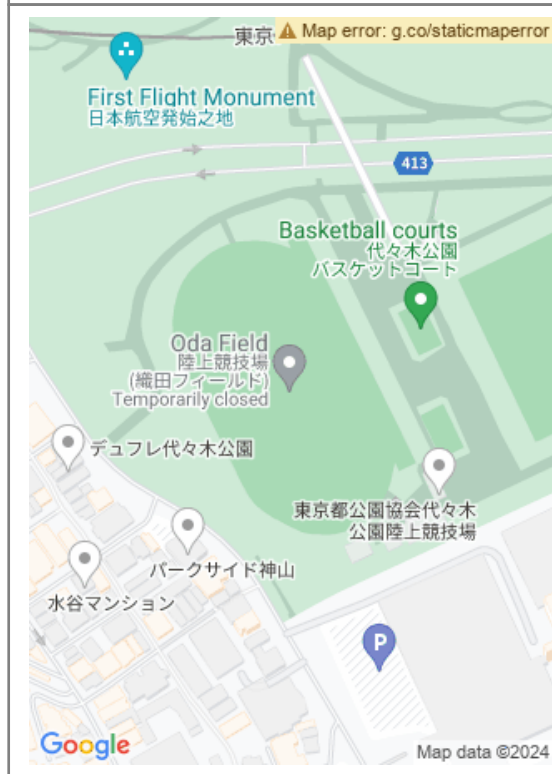 東京
Map error: g.co/staticmaperror
First Flight Monument
日本航空発始之地
413
Basketball courts
代々木公園
バスケットコート
Oda Field
陸上競技場
(織田フィールド)
Temporarily closed
デュフレ代々木公園
東京都公園協会代々木
公園陸上競技場
パークサイド神山
水谷マンション
P
Google
Map data ©2024